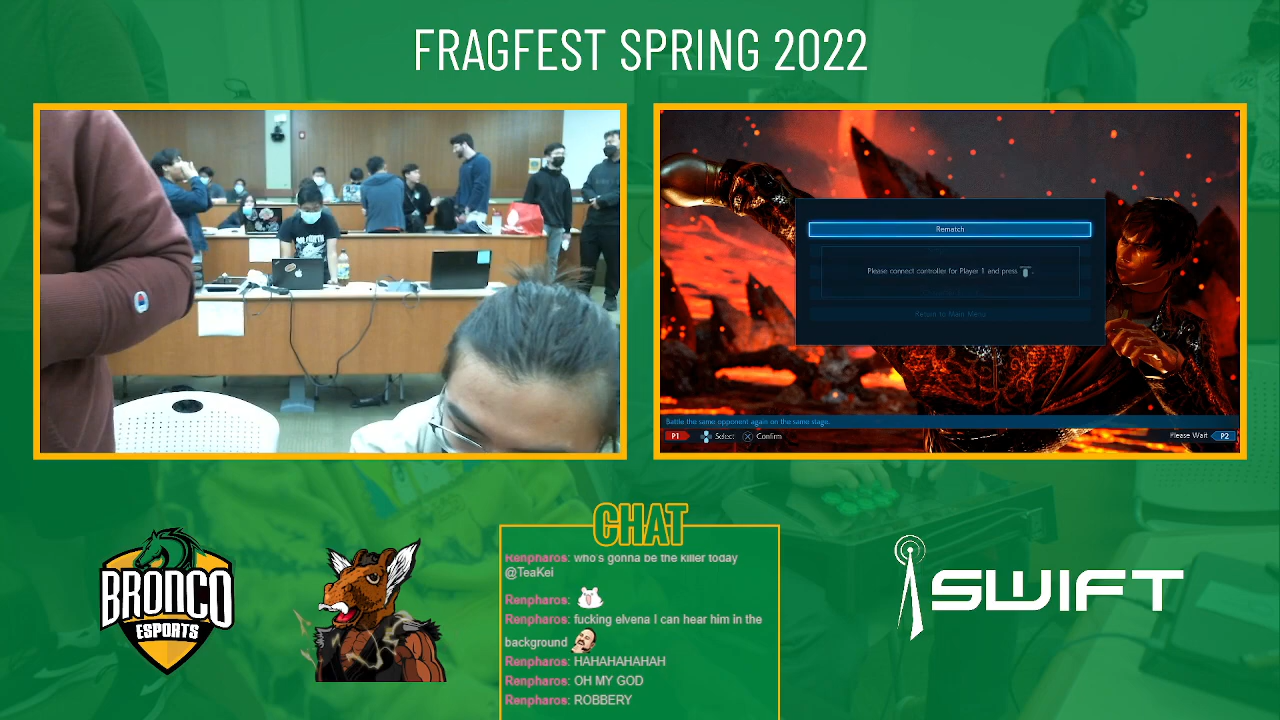 FRAGFEST SPRING 2022
Rematch
Please connect controller for Player 1 and press
Return to Main Menu
Battle the same opponent again on the same stage.
P1 Select Confirm
Please Wait P2
BRONCO
ESPORTS
CHAT
Renpharos: who's gonna be the killer today
@TeaKei
Renpharos:
Renpharos: fucking elvena I can hear him in the
background
Renpharos: HAHAHAHAHAH
Renpharos: OH MY GOD
Renpharos: ROBBERY
SWIFT